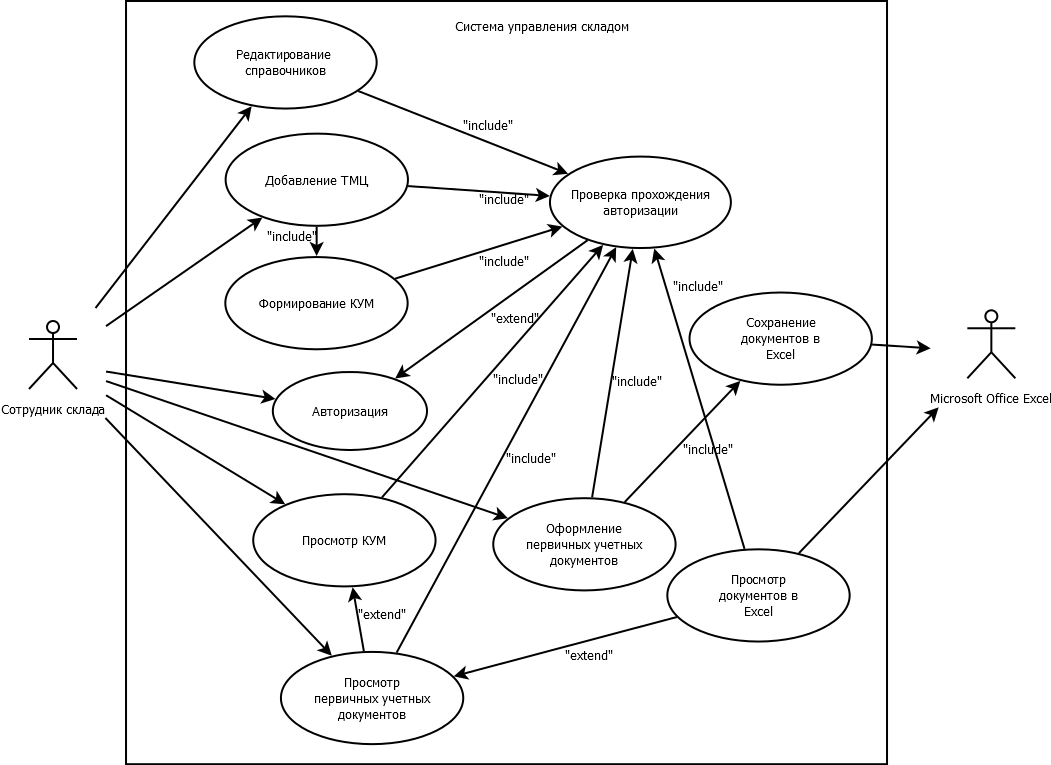 Система управления складом
Редактирование
справочников
"include"
Добавление ТМЦ
"include"
Проверка прохождения
авторизации
"include"
Формирование КУМ
"include"
"include"
"extend"
Сохранение
документов в
Excel
Сотрудник склада
Microsoft Office Excel
"include"
"include"
Авторизация
"include"
"include"
Просмотр КУМ
Оформление
первичных учетных
документов
Просмотр
документов в
Excel
"extend"
"extend"
Просмотр
первичных учетных
документов